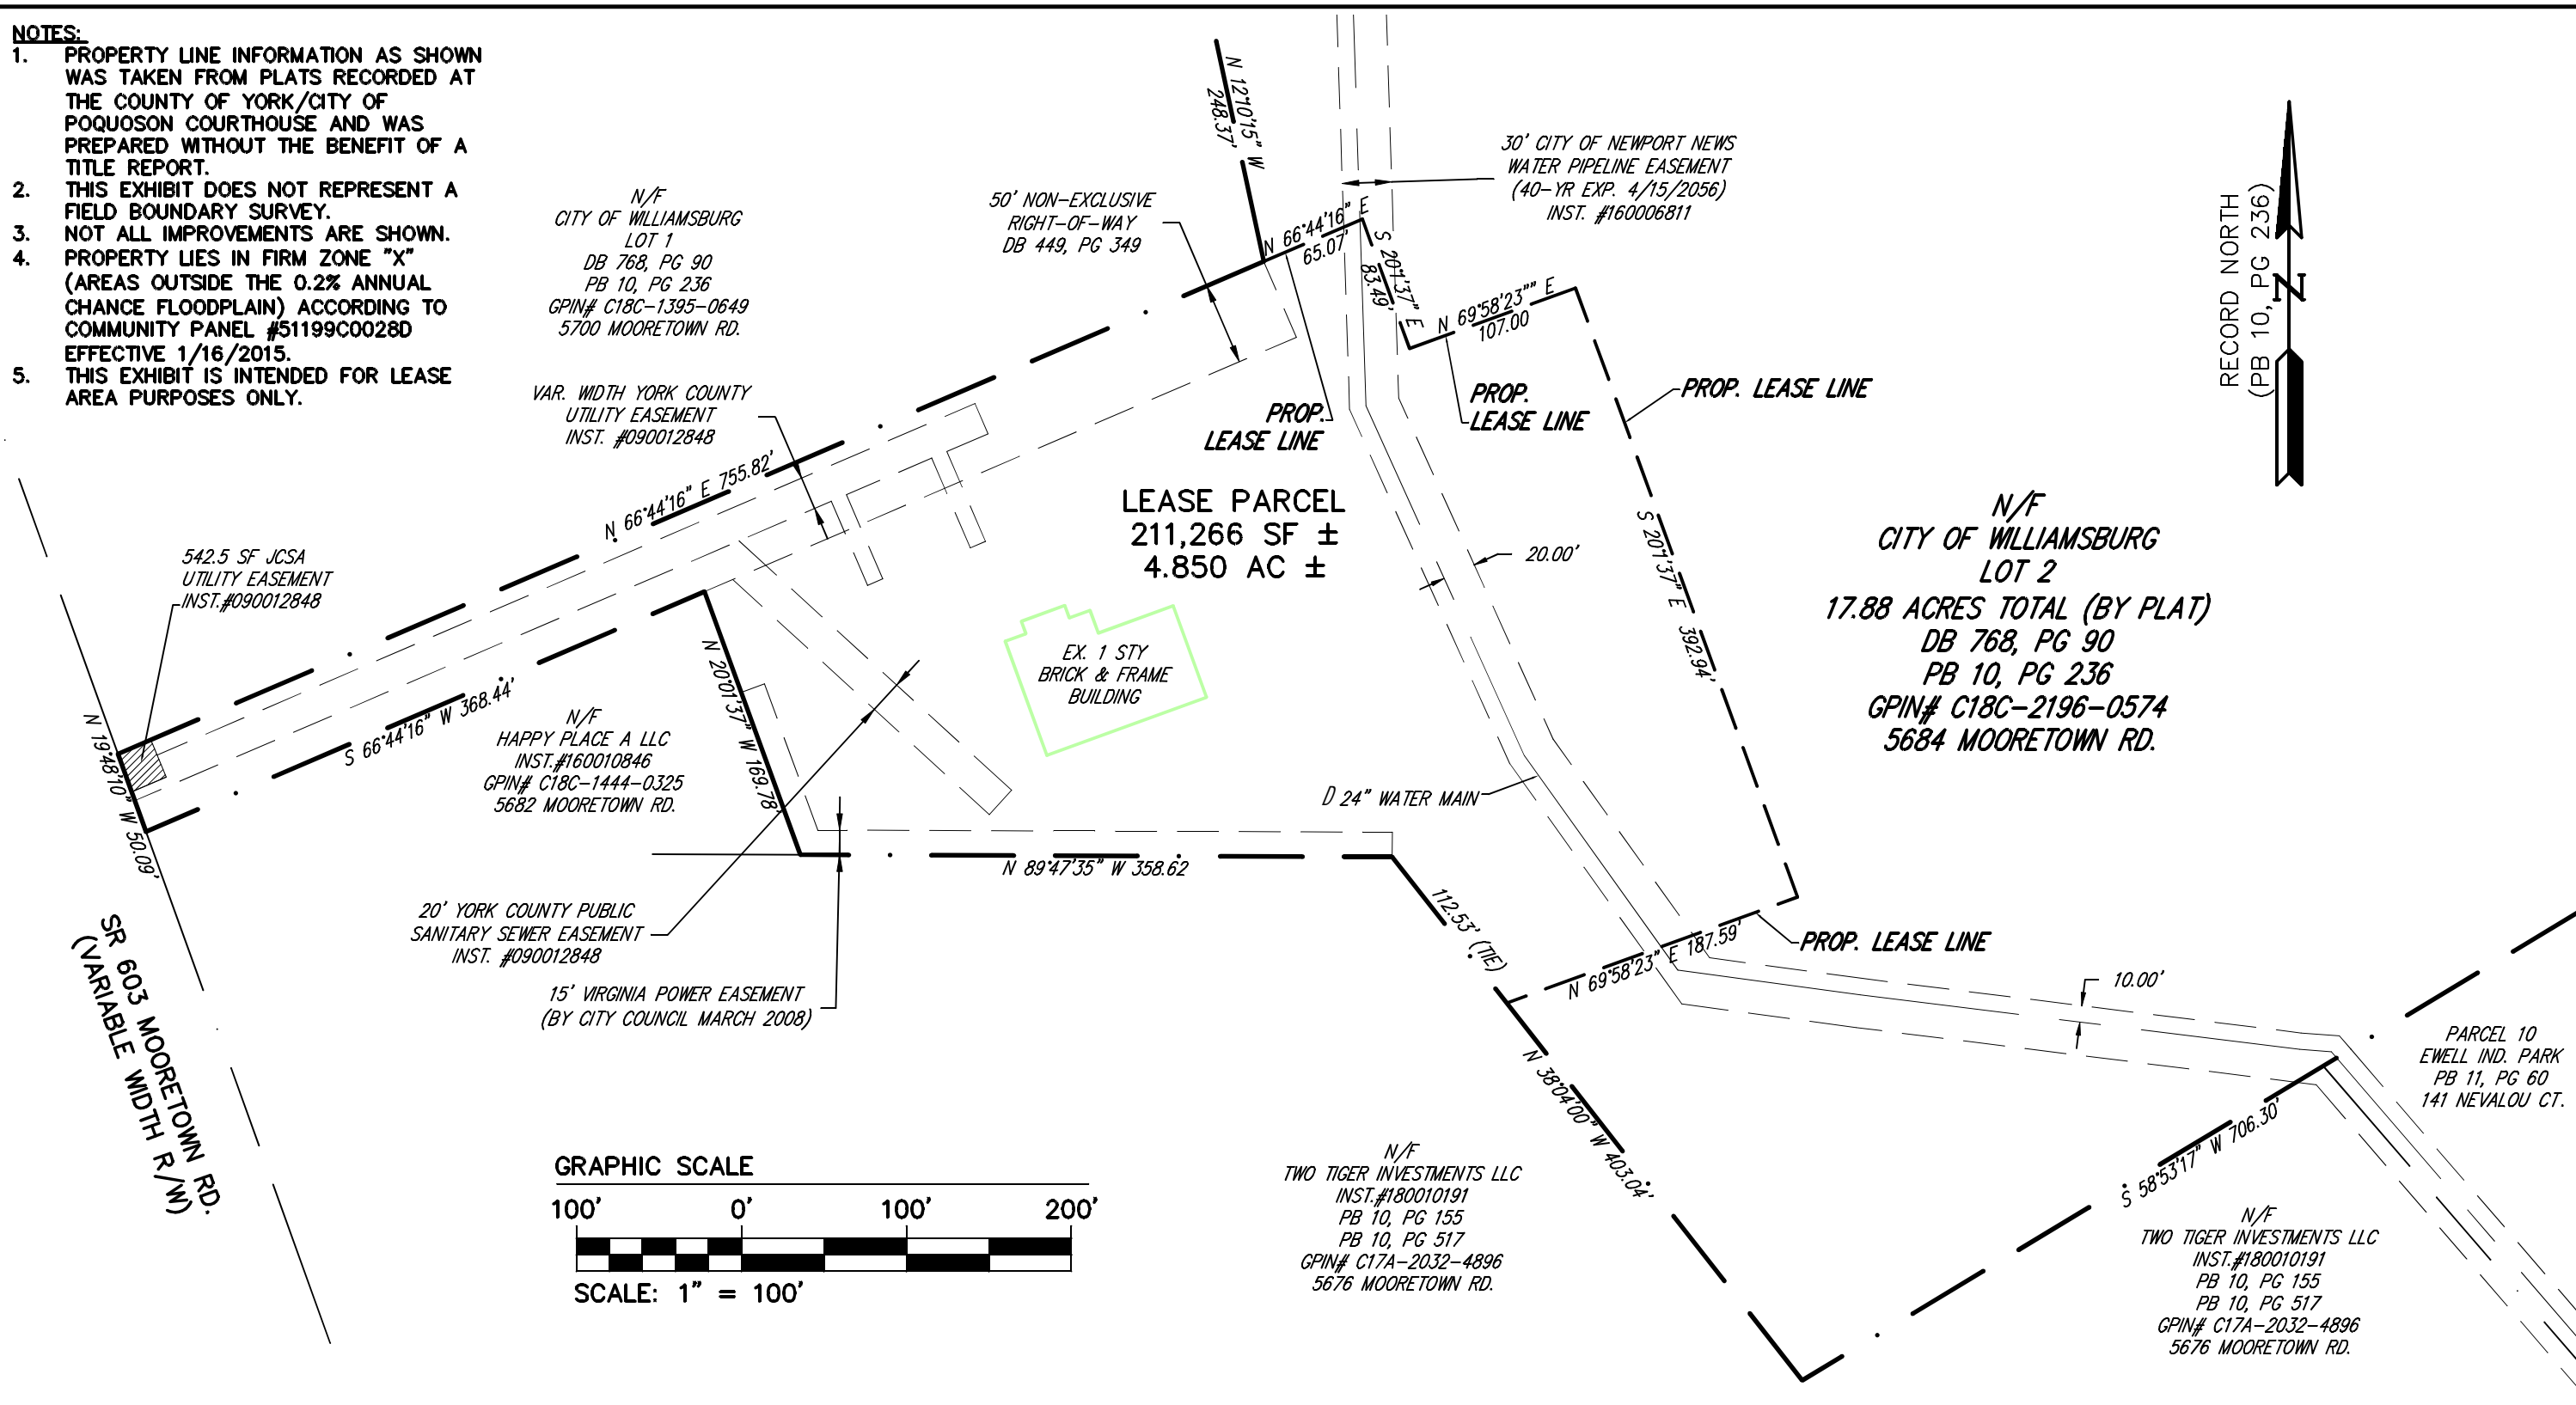 NOTES:
1. PROPERTY LINE INFORMATION AS SHOWN
WAS TAKEN FROM PLATS RECORDED AT
THE COUNTY OF YORK/CITY OF
POQUOSON COURTHOUSE AND WAS
PREPARED WITHOUT THE BENEFIT OF A
TITLE REPORT.
2. THIS EXHIBIT DOES NOT REPRESENT A
FIELD BOUNDARY SURVEY.
3. NOT ALL IMPROVEMENTS ARE SHOWN.
4. PROPERTY LIES IN FIRM ZONE "X"
(AREAS OUTSIDE THE 0.2% ANNUAL
CHANCE FLOODPLAIN) ACCORDING TO
COMMUNITY PANEL #51199C0028D
EFFECTIVE 1/16/2015.
5. THIS EXHIBIT IS INTENDED FOR LEASE
AREA PURPOSES ONLY.
N/F
CITY OF WILLIAMSBURG
LOT 1
DB 768, PG 90
PB 10, PG 236
GPIN# C18C-1395-0649
5700 MOORETOWN RD.
50' NON-EXCLUSIVE
RIGHT-OF-WAY
DB 449, PG 349
N 12°10'15" W
248.37'
N 66°44'16" E
65.07'
S 20°1'37" E
83.49'
N 69°58'23"" E
107.00
30' CITY OF NEWPORT NEWS
WATER PIPELINE EASEMENT
(40-YR EXP. 4/15/2056)
INST. #160006811
RECORD NORTH
(PB 10, PG 236)
N
VAR. WIDTH YORK COUNTY
UTILITY EASEMENT
INST. #090012848
PROP.
LEASE LINE
PROP.
LEASE LINE
PROP. LEASE LINE
N 66°44'16" E 755.82'
LEASE PARCEL
211,266 SF ±
4.850 AC ±
20.00'
S 20°1'37" E 392.94'
N/F
CITY OF WILLIAMSBURG
LOT 2
17.88 ACRES TOTAL (BY PLAT)
DB 768, PG 90
PB 10, PG 236
GPIN# C18C-2196-0574
5684 MOORETOWN RD.
542.5 SF JCSA
UTILITY EASEMENT
INST.#090012848
EX. 1 STY
BRICK & FRAME
BUILDING
N 20°01'37" W 169.78'
S 66°44'16" W 368.44'
N/F
HAPPY PLACE A LLC
INST.#160010846
GPIN# C18C-1444-0325
5682 MOORETOWN RD.
N 19°48'10" W 50.09'
D 24" WATER MAIN
N 89°47'35" W 358.62
112.53' (TIE)
20' YORK COUNTY PUBLIC
SANITARY SEWER EASEMENT
INST. #090012848
15' VIRGINIA POWER EASEMENT
(BY CITY COUNCIL MARCH 2008)
N 69°58'23" E 187.59'
PROP. LEASE LINE
10.00'
SR 603 MOORETOWN RD.
(VARIABLE WIDTH R/W)
N 38°04'00" W 403.04'
PARCEL 10
EWELL IND. PARK
PB 11, PG 60
141 NEVALOU CT.
S 58°53'17" W 706.30'
GRAPHIC SCALE
100' 0' 100' 200'
SCALE: 1" = 100'
N/F
TWO TIGER INVESTMENTS LLC
INST.#180010191
PB 10, PG 155
PB 10, PG 517
GPIN# C17A-2032-4896
5676 MOORETOWN RD.
N/F
TWO TIGER INVESTMENTS LLC
INST.#180010191
PB 10, PG 155
PB 10, PG 517
GPIN# C17A-2032-4896
5676 MOORETOWN RD.